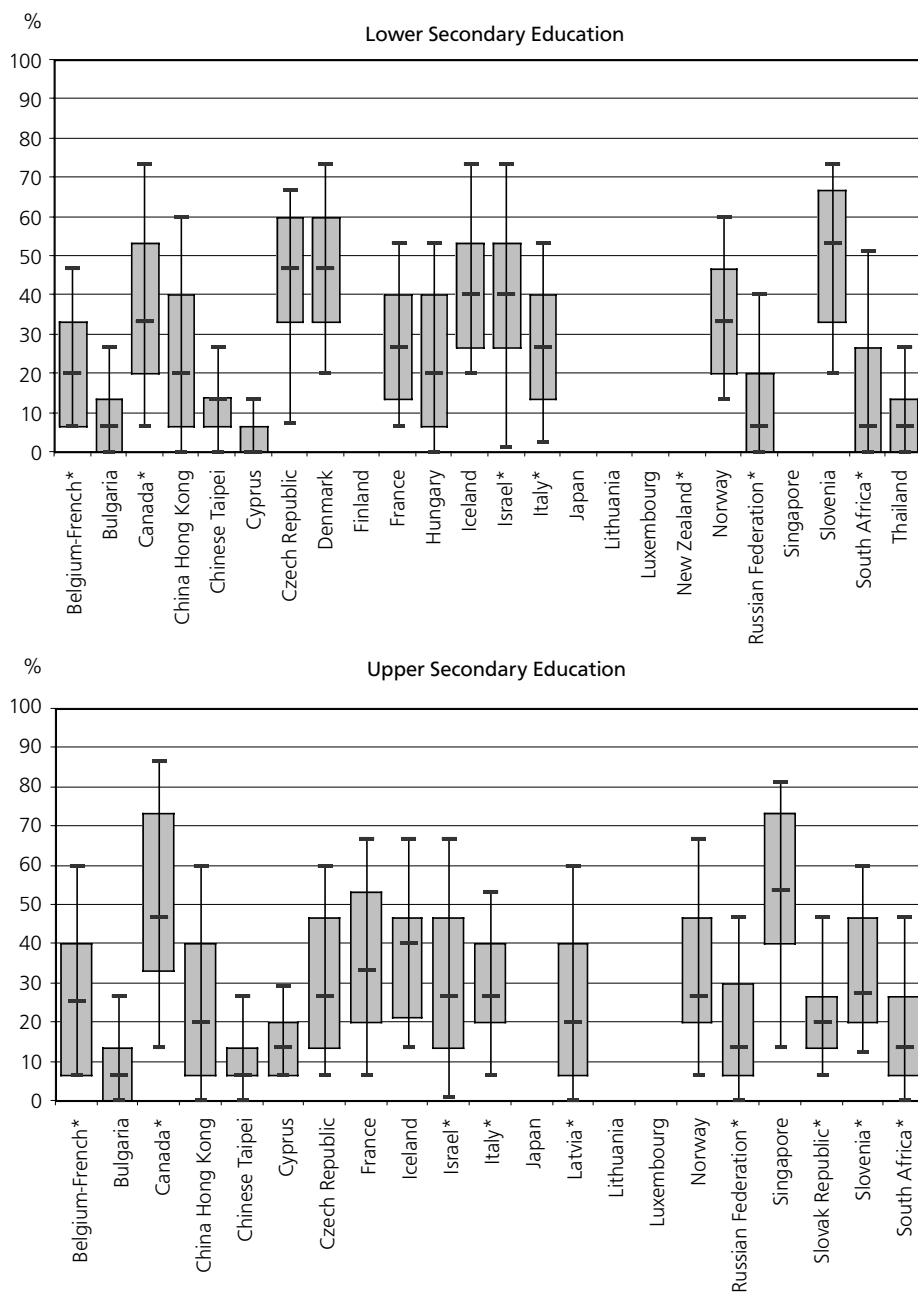 %
Lower Secondary Education
100
90
80
70
60
50
40
30
20
10
0
Belgium-French*
Bulgaria
Canada*
China Hong Kong
Chinese Taipei
Cyprus
Czech Republic
Denmark
Finland
France
Hungary
Iceland
Israel*
Italy*
Japan
Lithuania
Luxembourg
New Zealand*
Norway
Russian Federation*
Singapore
Slovenia
South Africa*
Thailand
%
Upper Secondary Education
100
90
80
70
60
50
40
30
20
10
0
Belgium-French*
Bulgaria
Canada*
China Hong Kong
Chinese Taipei
Cyprus
Czech Republic
France
Iceland
Israel*
Italy*
Japan
Latvia*
Lithuania
Luxembourg
Norway
Russian Federation*
Singapore
Slovak Republic*
Slovenia*
South Africa*